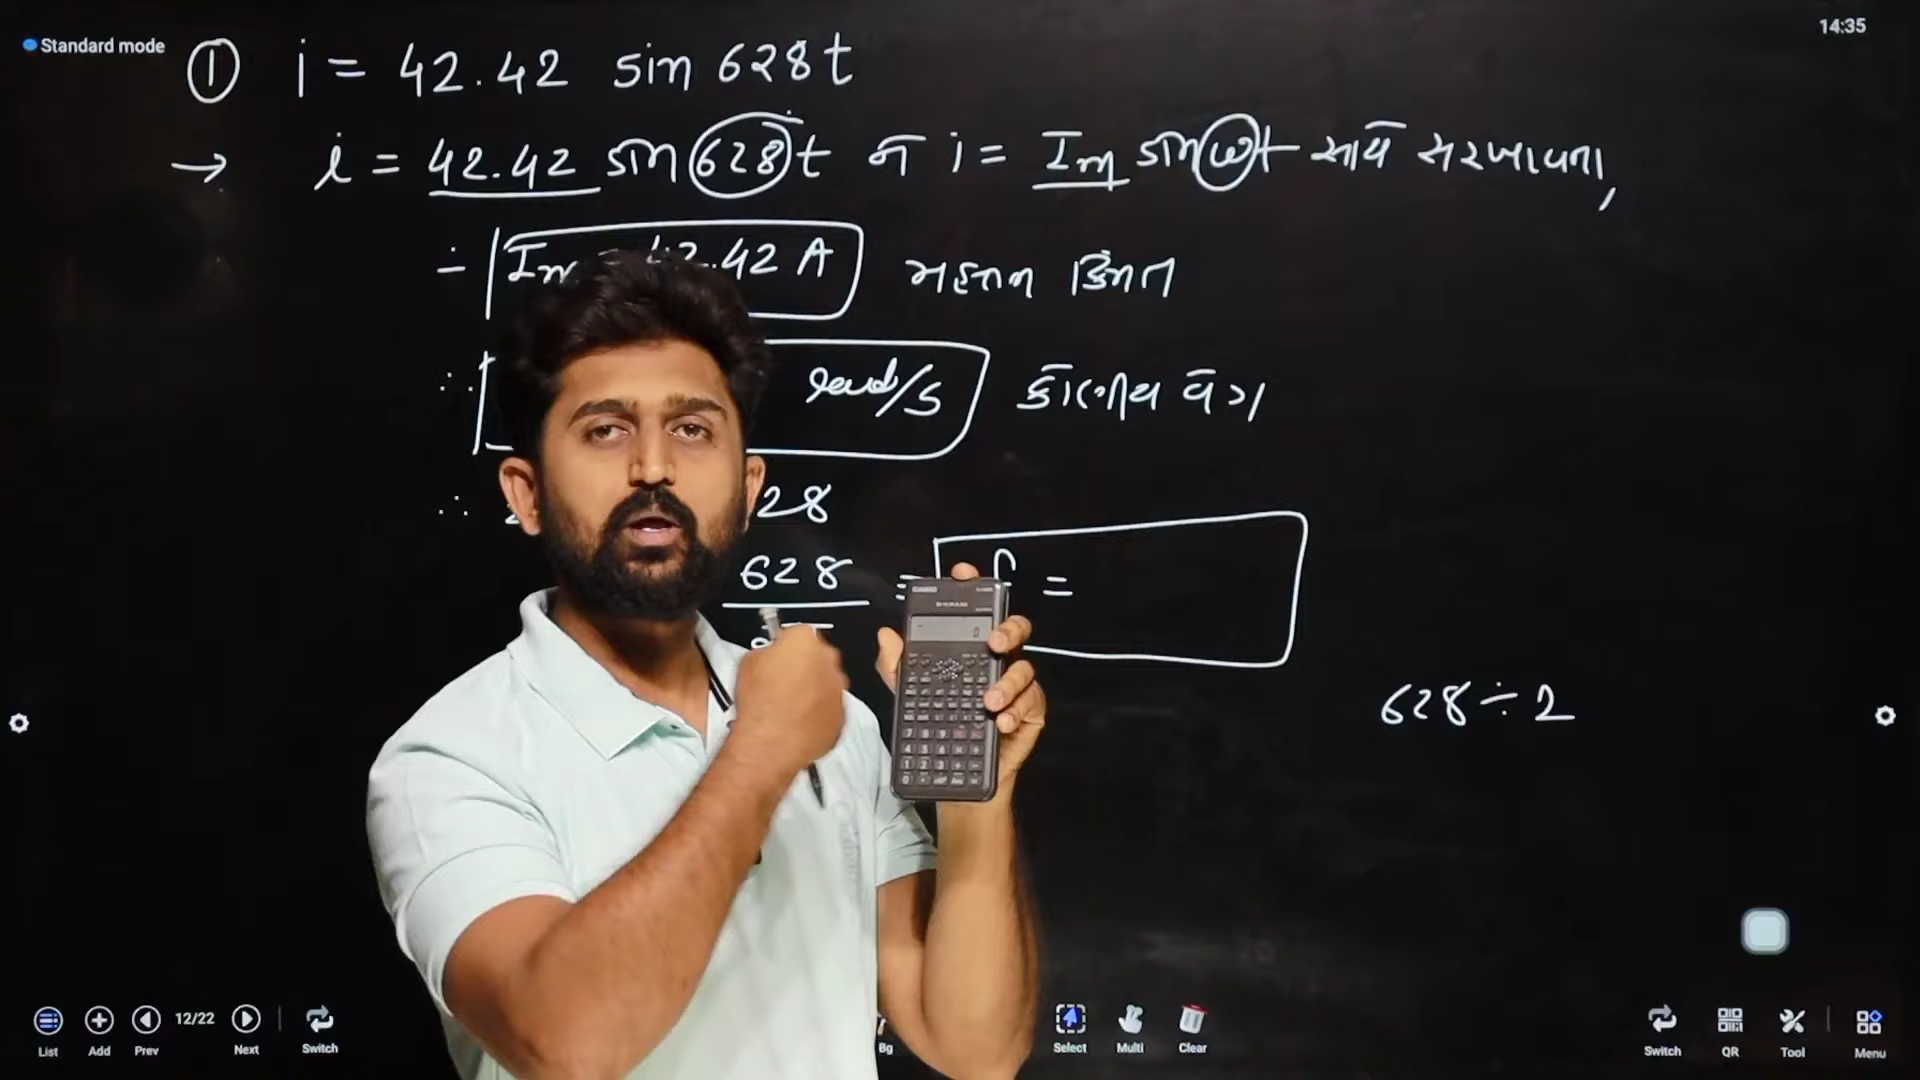 Standard mode
14:35
① i = 42.42 sin 628t
→ i = 42.42 sin 628 t ને i = Im sin ωt સાથે સરખાવતા,
∴ Im = 42.42 A મહત્તમ કિંમત
∴ rad/s કોણીય વેગ
∴ 28
628 = f =
628 ÷ 2
List Add Prev 12/22 Next Switch Bg Select Multi Clear Switch QR Tool Menu